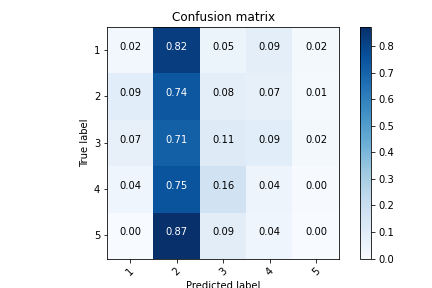 Confusion matrix
1 0.02 0.82 0.05 0.09 0.02
2 0.09 0.74 0.08 0.07 0.01
3 0.07 0.71 0.11 0.09 0.02
4 0.04 0.75 0.16 0.04 0.00
5 0.00 0.87 0.09 0.04 0.00
1 2 3 4 5
True label
Predicted label
0.8
0.7
0.6
0.5
0.4
0.3
0.2
0.1
0.0